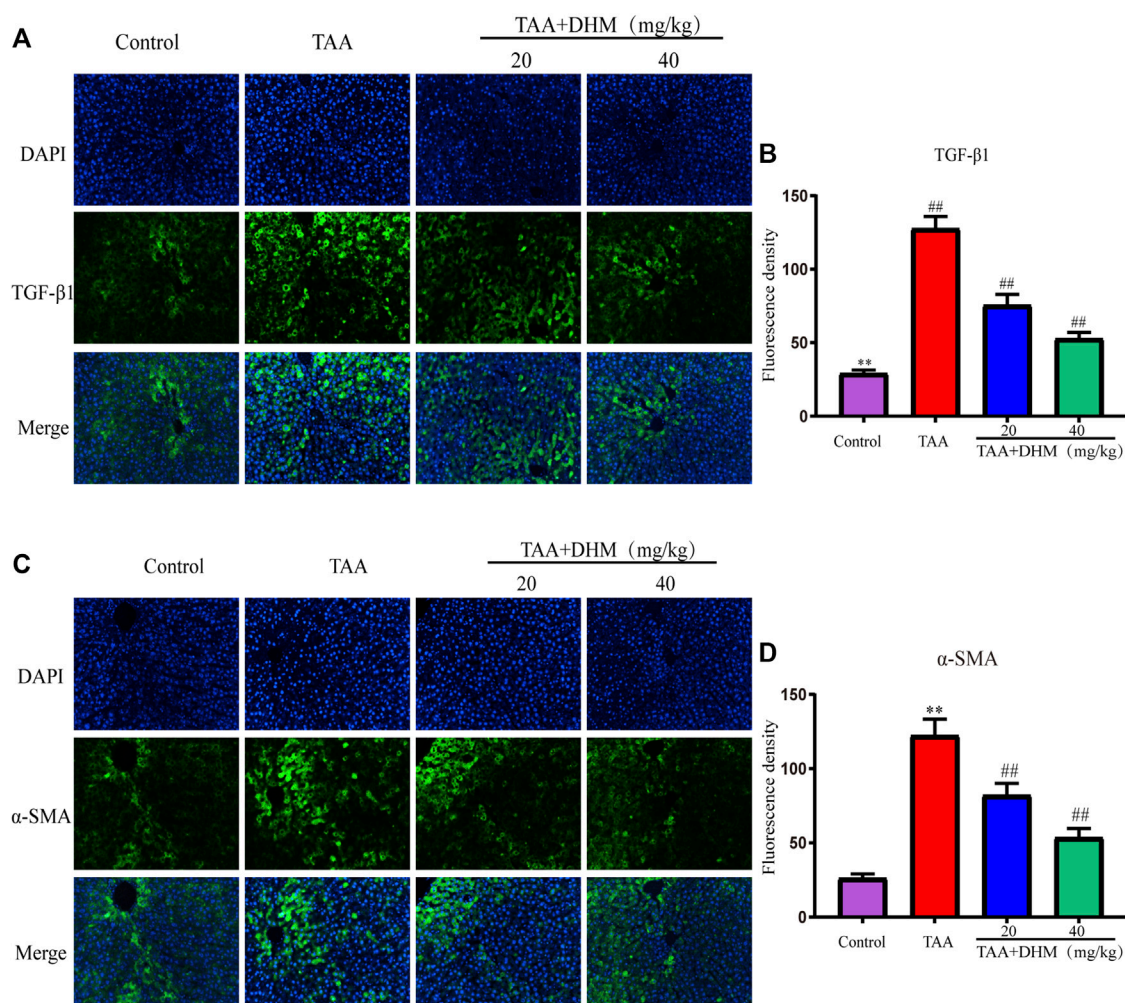 A
Control
TAA
TAA+DHM（mg/kg）
20
40
DAPI
TGF-β1
Merge
B
TGF-β1
Fluorescence density
150
100
50
0
**
##
##
##
Control
TAA
20
40
TAA+DHM（mg/kg）
C
Control
TAA
TAA+DHM（mg/kg）
20
40
DAPI
α-SMA
Merge
D
α-SMA
Fluorescence density
150
100
50
0
**
##
##
Control
TAA
20
40
TAA+DHM（mg/kg）